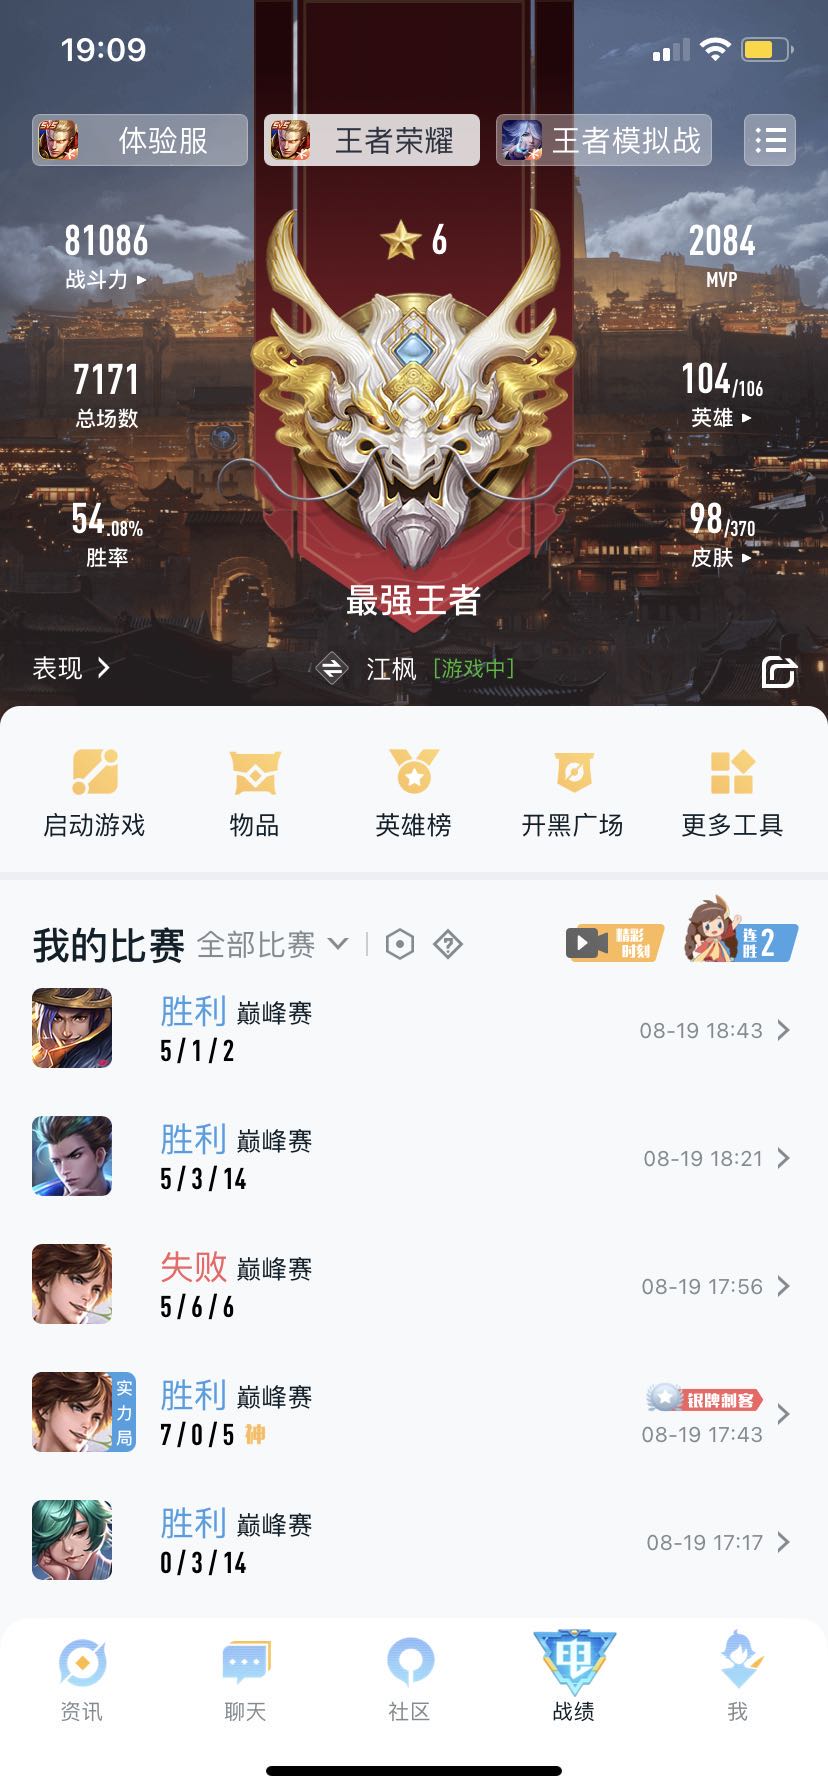 19:09
体验服
王者荣耀
王者模拟战
81086
战斗力
6
2084
MVP
7171
总场数
104/106
英雄
54.08%
胜率
98/370
皮肤
最强王者
表现
江枫 [游戏中]
启动游戏
物品
英雄榜
开黑广场
更多工具
我的比赛 全部比赛
精彩时刻
连胜2
胜利 巅峰赛
5/1/2
08-19 18:43
胜利 巅峰赛
5/3/14
08-19 18:21
失败 巅峰赛
5/6/6
08-19 17:56
实力局
胜利 巅峰赛
7/0/5 神
银牌刺客
08-19 17:43
胜利 巅峰赛
0/3/14
08-19 17:17
资讯
聊天
社区
电
战绩
我